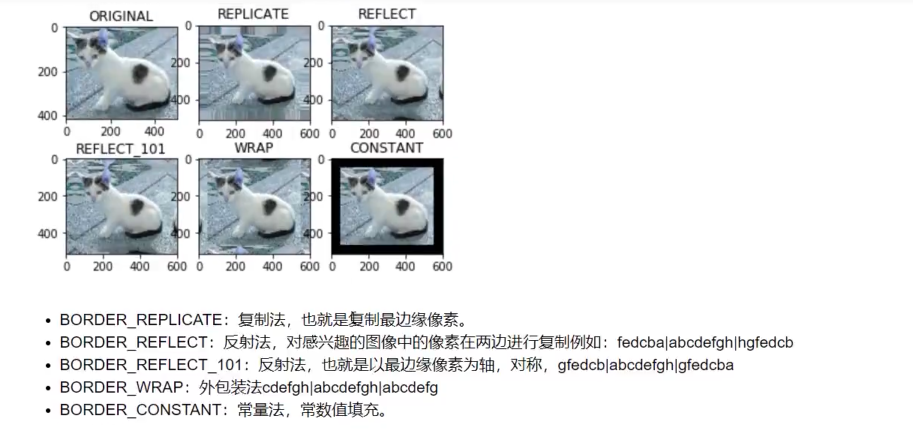 ORIGINAL REPLICATE REFLECT
0 0 0
200 200 200
400 400 400
0 200 400 0 200 400 600 0 200 400 600
REFLECT_101 WRAP CONSTANT
0 0 0
200 200 200
400 400 400
0 200 400 600 0 200 400 600 0 200 400 600
• BORDER_REPLICATE：复制法，也就是复制最边缘像素。
• BORDER_REFLECT：反射法，对感兴趣的图像中的像素在两边进行复制例如：fedcba|abcdefgh|hgfedcb
• BORDER_REFLECT_101：反射法，也就是以最边缘像素为轴，对称，gfedcb|abcdefgh|gfedcba
• BORDER_WRAP：外包装法cdefgh|abcdefgh|abcdefg
• BORDER_CONSTANT：常量法，常数值填充。